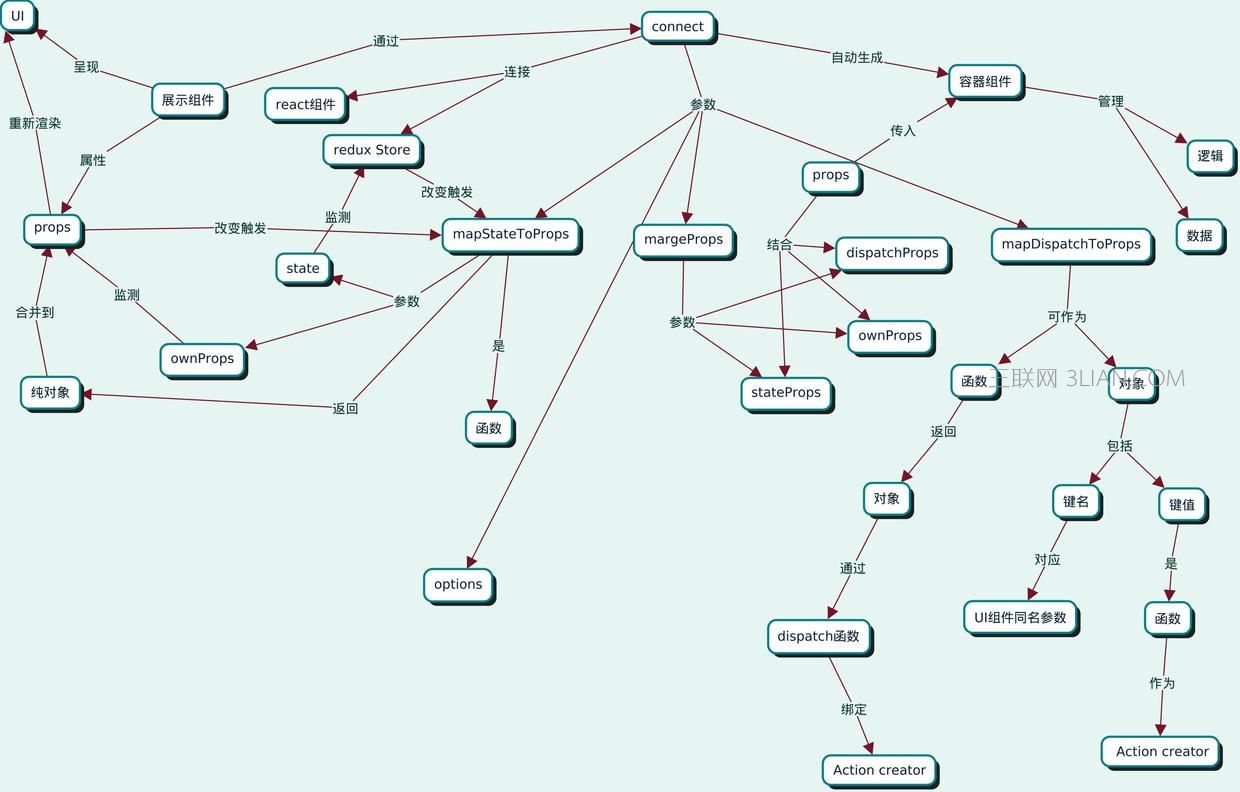 UI
connect
通过
自动生成
呈现
连接
容器组件
展示组件
react组件
参数
管理
重新渲染
传入
redux Store
逻辑
属性
props
改变触发
监测
props
改变触发
mapStateToProps
margeProps
结合
mapDispatchToProps
数据
dispatchProps
state
监测
参数
合并到
参数
可作为
ownProps
ownProps
是
函数
王联网 3LIAN.COM
对象
纯对象
stateProps
返回
函数
返回
包括
对象
键名
键值
通过
对应
是
options
UI组件同名参数
函数
dispatch函数
作为
绑定
Action creator
Action creator